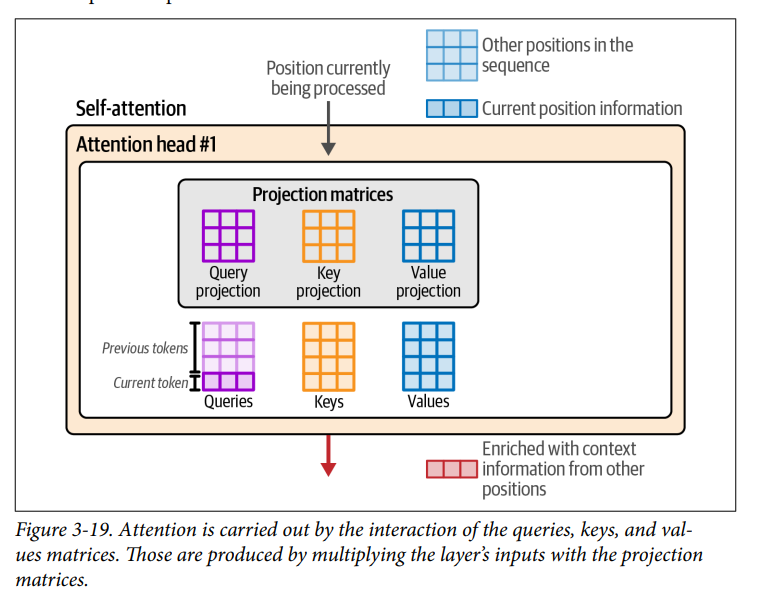 Other positions in the
sequence
Position currently
being processed
Current position information
Self-attention
Attention head #1
Projection matrices
Query
projection
Key
projection
Value
projection
Previous tokens
Current token
Queries
Keys
Values
Enriched with context
information from other
positions
Figure 3-19. Attention is carried out by the interaction of the queries, keys, and val-
ues matrices. Those are produced by multiplying the layer’s inputs with the projection
matrices.